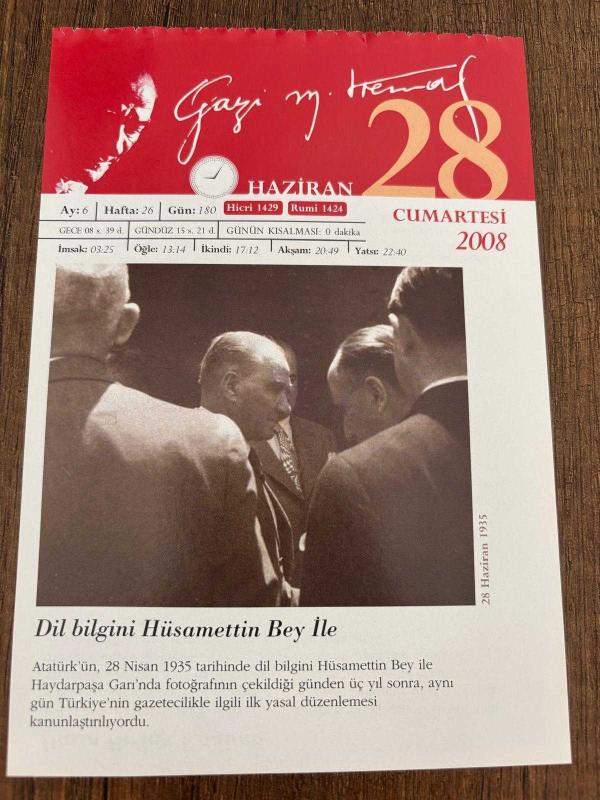 Gazi M. Kemal
28
HAZİRAN
CUMARTESİ
2008
Ay: 6 Hafta: 26 Gün: 180 Hicri 1429 Rumi 1424
GECE 08 s. 39 d. GÜNDÜZ 15 s. 21 d. GÜNÜN KISALMASI: 0 dakika
İmsak: 03:25 Öğle: 13:14 İkindi: 17:12 Akşam: 20:49 Yatsı: 22:40
28 Haziran 1935
Dil bilgini Hüsamettin Bey İle
Atatürk'ün, 28 Nisan 1935 tarihinde dil bilgini Hüsamettin Bey ile
Haydarpaşa Garı'nda fotoğrafının çekildiği günden üç yıl sonra, aynı
gün Türkiye'nin gazetecilikle ilgili ilk yasal düzenlemesi
kanunlaştırılıyordu.